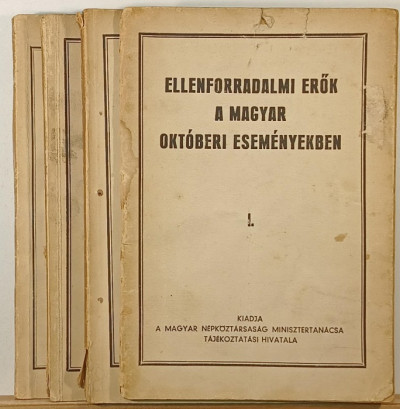 ELLENFORRADALMI ERŐK
A MAGYAR
OKTÓBERI ESEMÉNYEKBEN
I.
KIADJA
A MAGYAR NÉPKÖZTÁRSASÁG MINISZTERTANÁCSA
TÁJÉKOZTATÁSI HIVATALA